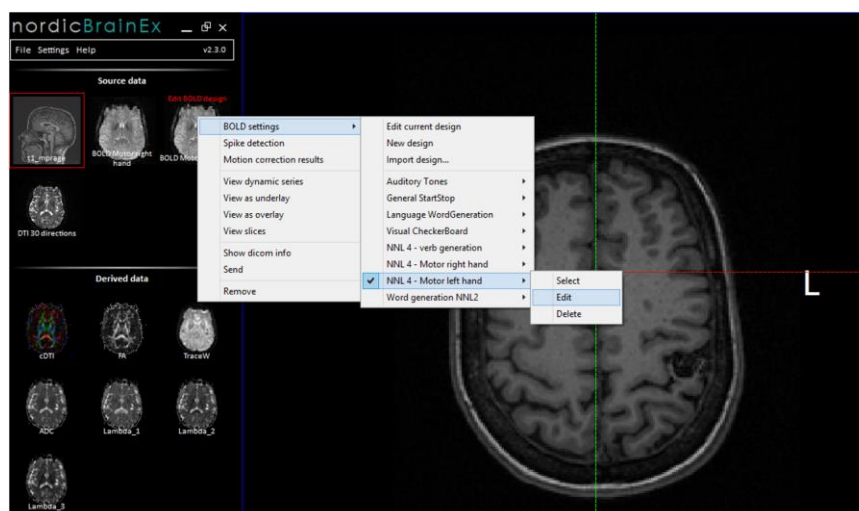 nordicBrainEx
File Settings Help v2.3.0
Source data
Edit BOLD design
t1_mprage
BOLD Motor right
hand
BOLD Mot
DTI 30 directions
BOLD settings
Spike detection
Motion correction results
View dynamic series
View as underlay
View as overlay
View slices
Show dicom info
Send
Remove
Edit current design
New design
Import design...
Auditory Tones
General StartStop
Language WordGeneration
Visual CheckerBoard
NNL 4 - verb generation
NNL 4 - Motor right hand
NNL 4 - Motor left hand
Word generation NNL2
Select
Edit
Delete
L
Derived data
cDTI
FA
TraceW
ADC
Lambda_1
Lambda_2
Lambda_3